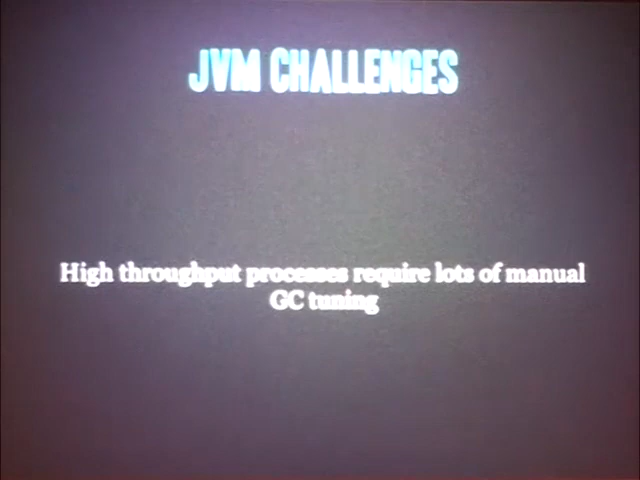 JVM CHALLENGES
High throughput processes require lots of manual
GC tuning